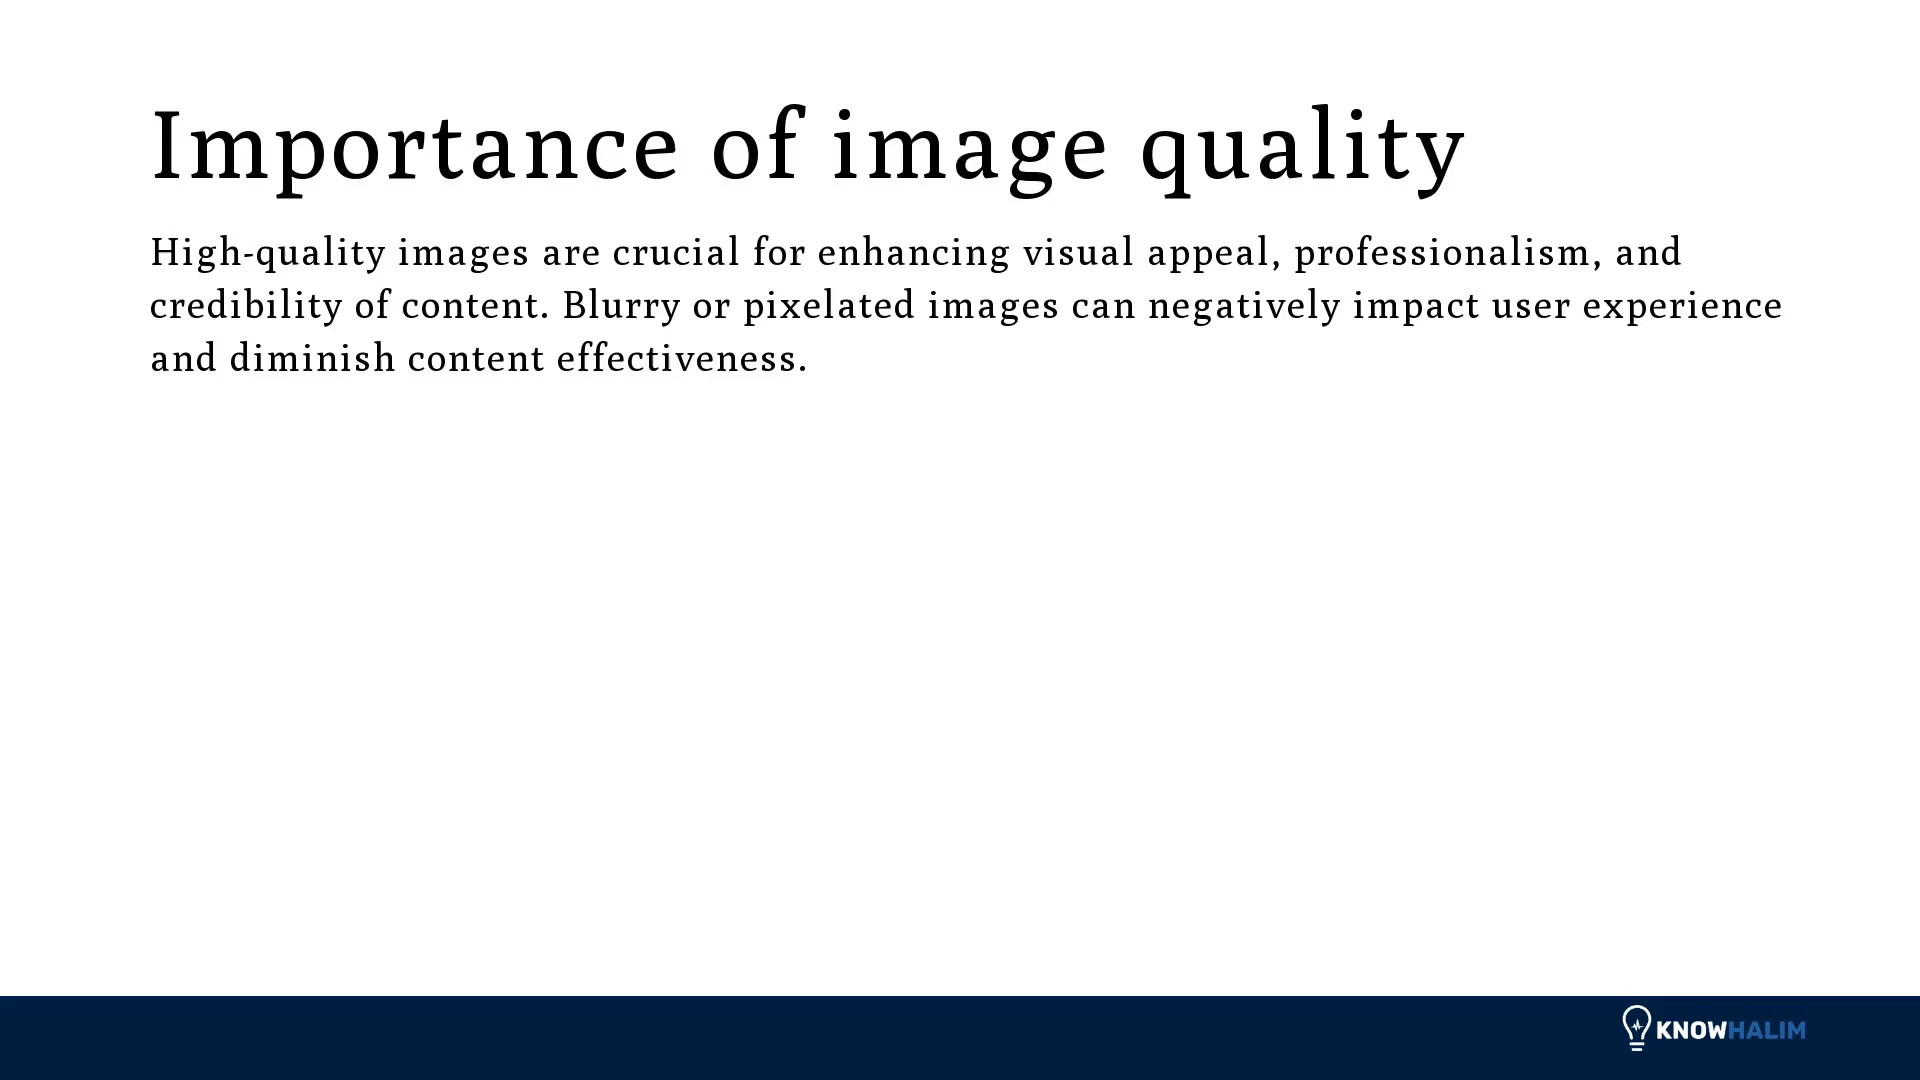 Importance of image quality
High-quality images are crucial for enhancing visual appeal, professionalism, and
credibility of content. Blurry or pixelated images can negatively impact user experience
and diminish content effectiveness.
KNOWHALIM